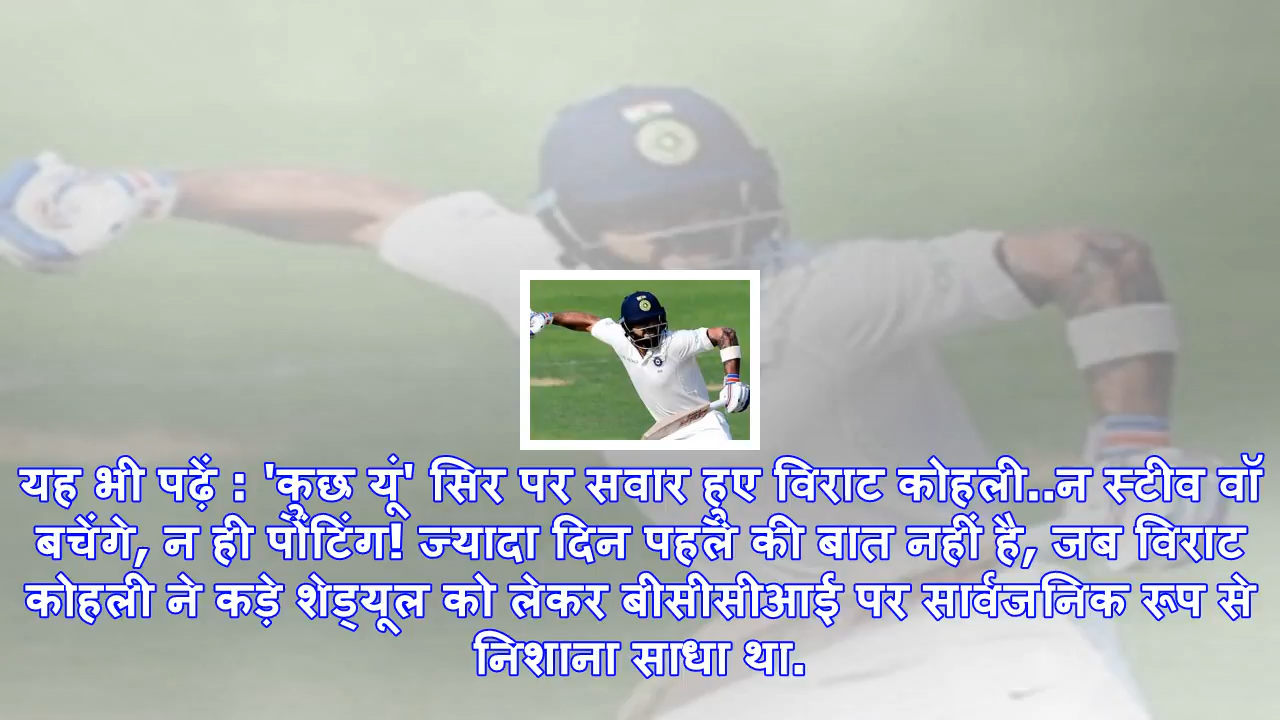 यह भी पढ़ें : 'कुछ यूं' सिर पर सवार हुए विराट कोहली..न स्टीव वॉ
बचेंगे, न ही पोंटिंग! ज्यादा दिन पहले की बात नहीं है, जब विराट
कोहली ने कड़े शेड्यूल को लेकर बीसीसीआई पर सार्वजनिक रूप से
निशाना साधा था.